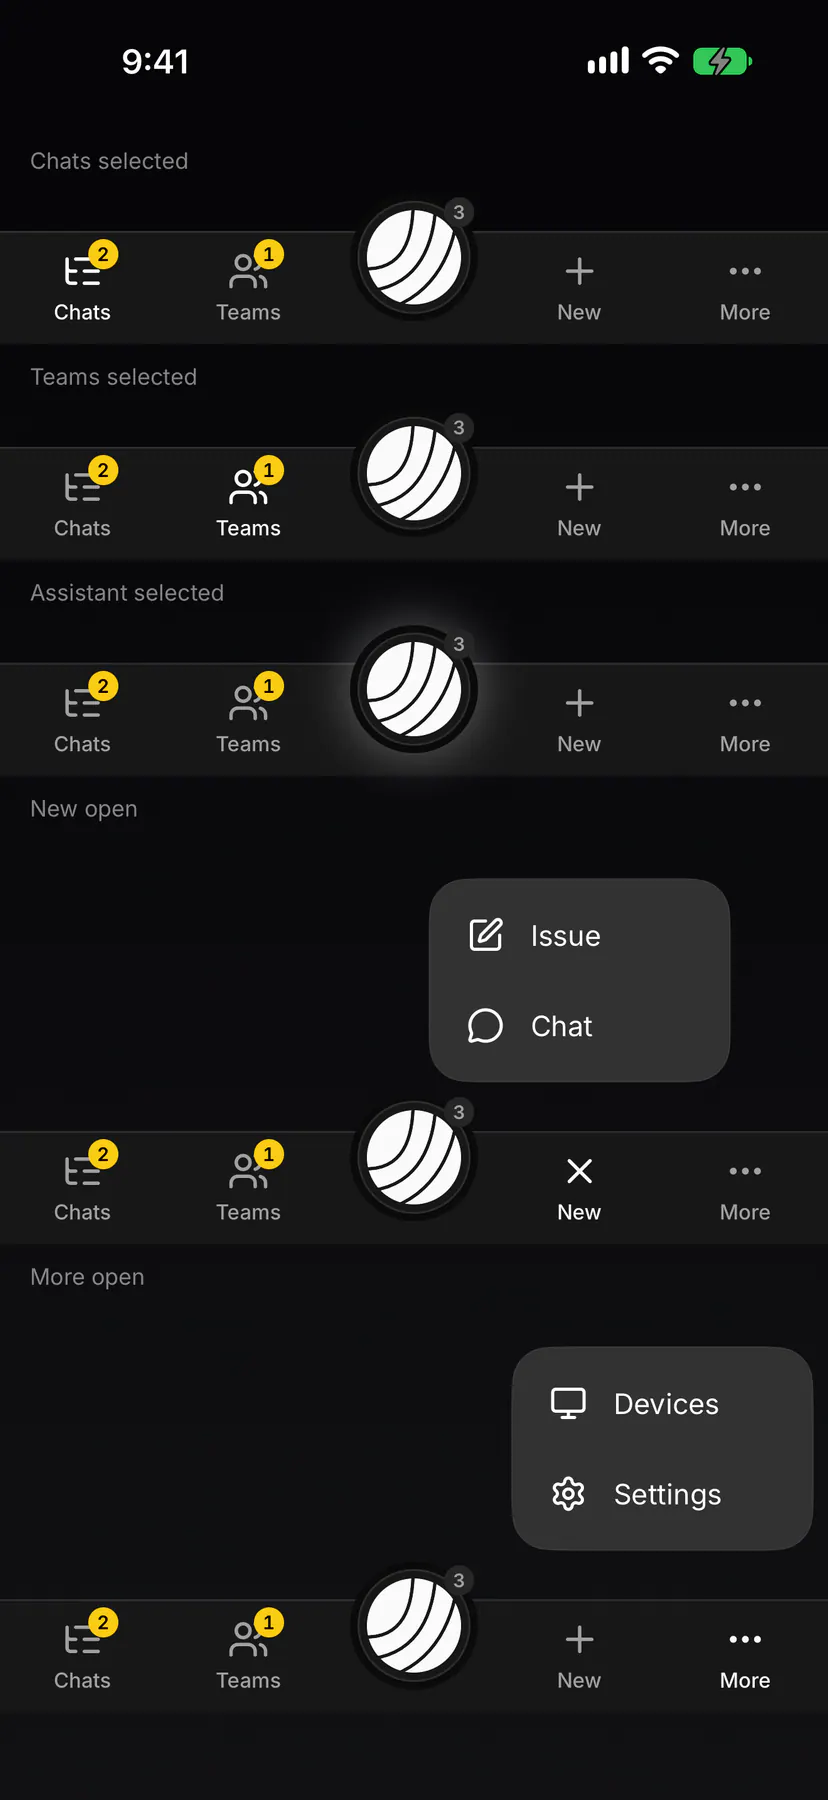 9:41
Chats selected
3
2
1
Chats
Teams
New
More
Teams selected
3
2
1
Chats
Teams
New
More
Assistant selected
3
2
1
Chats
Teams
New
More
New open
Issue
Chat
3
2
1
Chats
Teams
New
More
More open
Devices
Settings
3
2
1
Chats
Teams
New
More